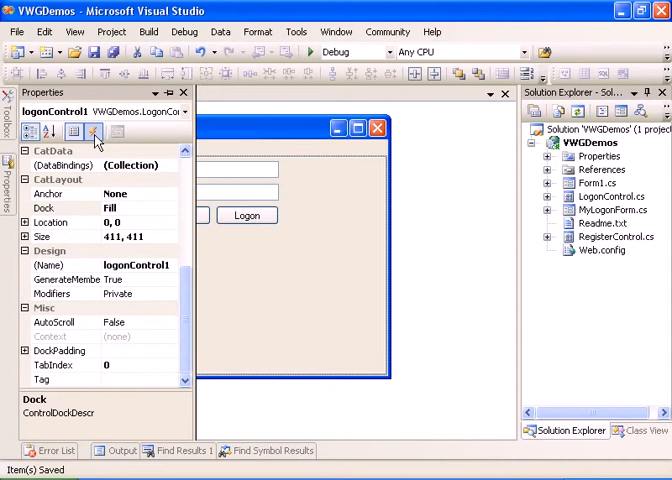 VWGDemos - Microsoft Visual Studio
File Edit View Project Build Debug Data Format Tools Window Community Help
Debug Any CPU
Properties
logonControl1 VWGDemos.LogonCor
CatData
(DataBindings) (Collection)
CatLayout
Anchor None
Dock Fill
Location 0, 0
Size 411, 411
Design
(Name) logonControl1
GenerateMembe True
Modifiers Private
Misc
AutoScroll False
Context (none)
DockPadding
TabIndex 0
Tag
Dock
ControlDockDescr
Toolbox
Properties
Logon
Solution Explorer - Sol...
Solution 'VWGDemos' (1 project)
VWGDemos
Properties
References
Form1.cs
LogonControl.cs
MyLogonForm.cs
Readme.txt
RegisterControl.cs
Web.config
Solution Explorer Class View
Error List Output Find Results 1 Find Symbol Results
Item(s) Saved